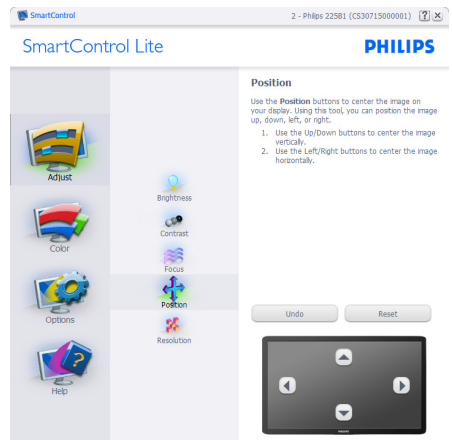 SmartControl
2 - Philips 225B1 (CS30715000001)
SmartControl Lite
PHILIPS
Adjust
Color
Options
Help
Brightness
Contrast
Focus
Position
Resolution
Position
Use the Position buttons to center the image on
your display. Using this tool, you can position the image
up, down, left, or right.
1. Use the Up/Down buttons to center the image
vertically.
2. Use the Left/Right buttons to center the image
horizontally.
Undo
Reset
PHILIPS